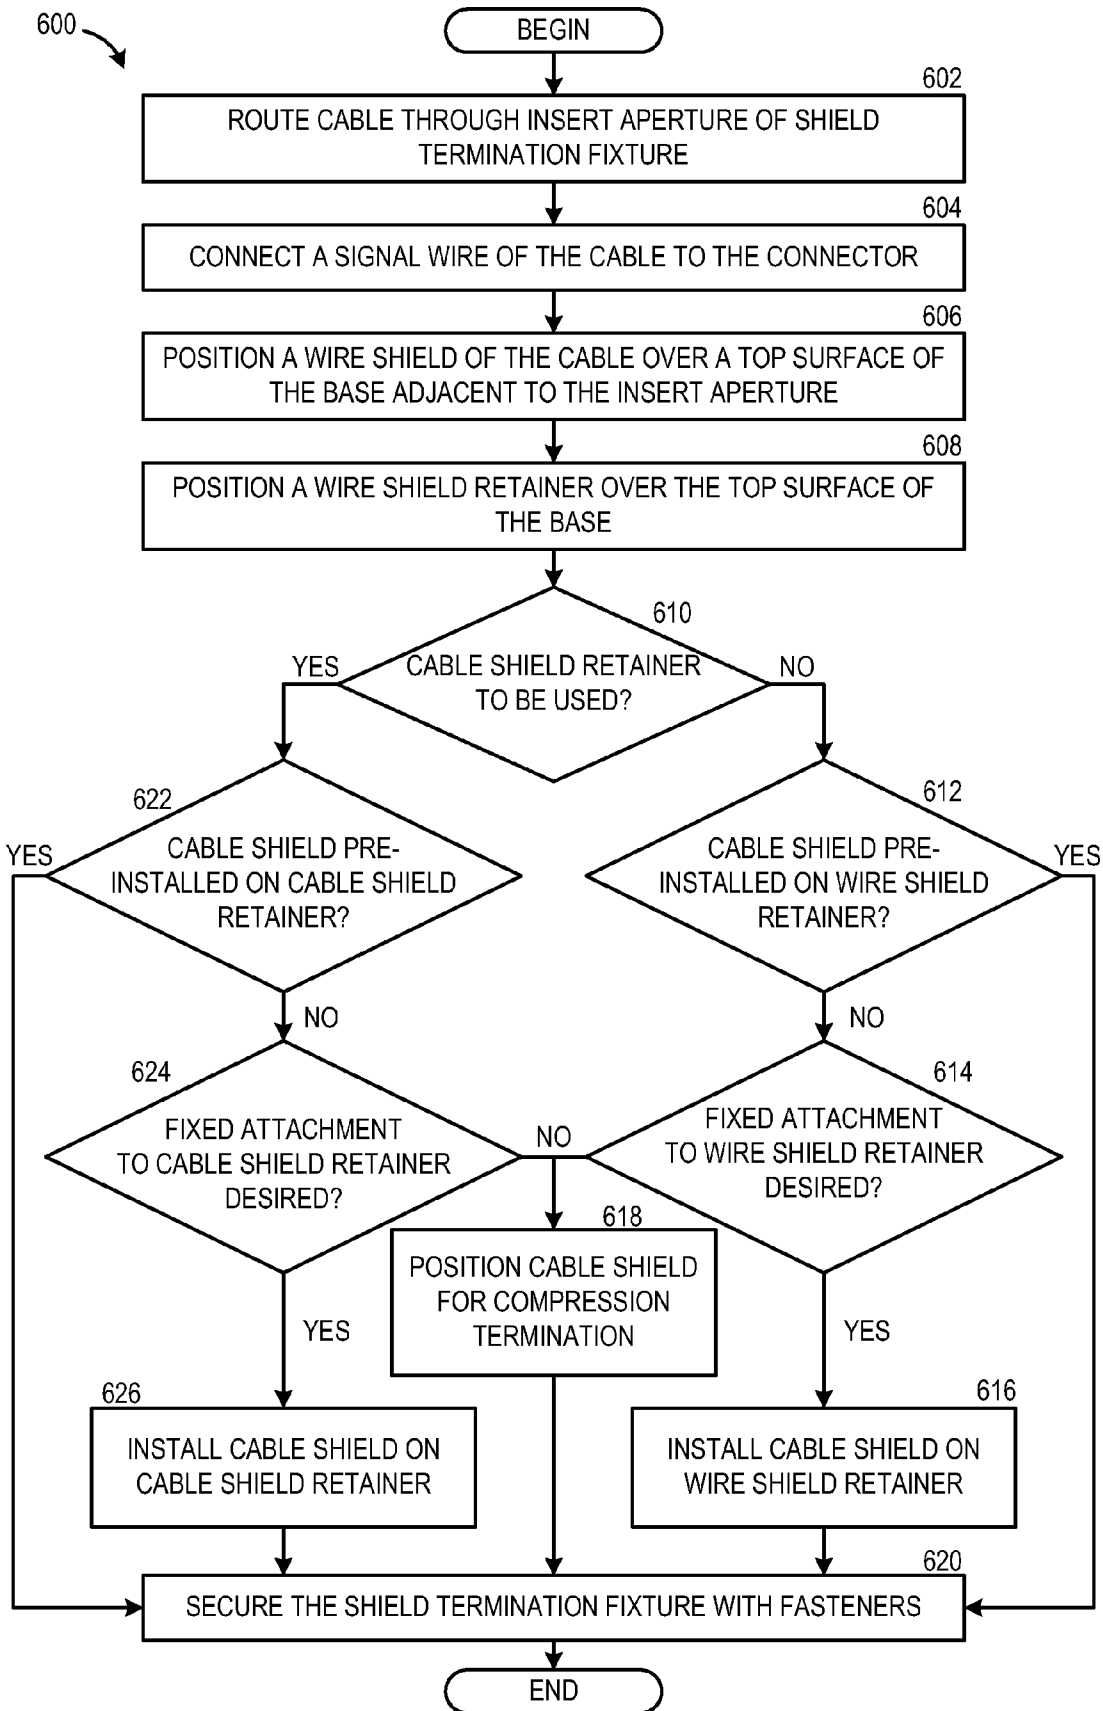 600
BEGIN
602
ROUTE CABLE THROUGH INSERT APERTURE OF SHIELD
TERMINATION FIXTURE
604
CONNECT A SIGNAL WIRE OF THE CABLE TO THE CONNECTOR
606
POSITION A WIRE SHIELD OF THE CABLE OVER A TOP SURFACE OF
THE BASE ADJACENT TO THE INSERT APERTURE
608
POSITION A WIRE SHIELD RETAINER OVER THE TOP SURFACE OF
THE BASE
610
CABLE SHIELD RETAINER
TO BE USED?
YES
NO
622
CABLE SHIELD PRE-
INSTALLED ON CABLE SHIELD
RETAINER?
YES
NO
612
CABLE SHIELD PRE-
INSTALLED ON WIRE SHIELD
RETAINER?
YES
NO
624
FIXED ATTACHMENT
TO CABLE SHIELD RETAINER
DESIRED?
NO
YES
614
FIXED ATTACHMENT
TO WIRE SHIELD RETAINER
DESIRED?
YES
618
POSITION CABLE SHIELD
FOR COMPRESSION
TERMINATION
626
INSTALL CABLE SHIELD ON
CABLE SHIELD RETAINER
616
INSTALL CABLE SHIELD ON
WIRE SHIELD RETAINER
620
SECURE THE SHIELD TERMINATION FIXTURE WITH FASTENERS
END